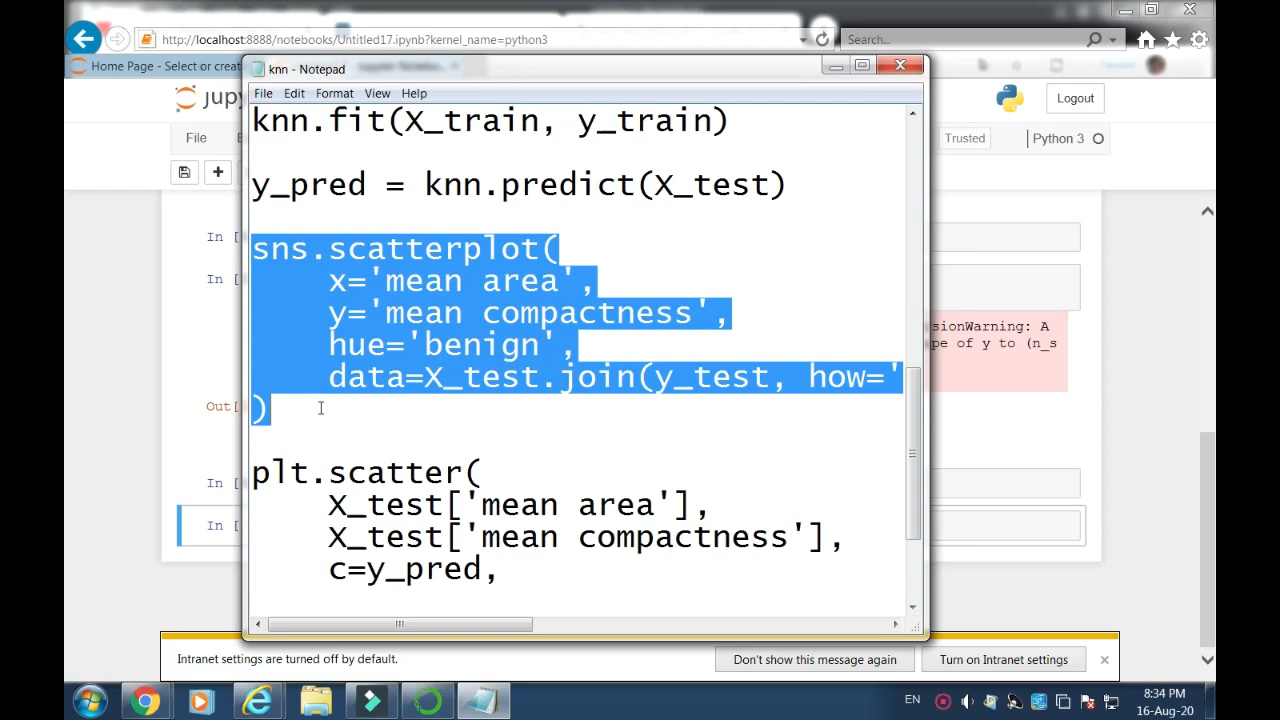 http://localhost:8888/notebooks/Untitled17.ipynb?kernel_name=python3
Search...
Home Page - Select or creat
knn - Notepad
File Edit Format View Help
jupy
Logout
File
Trusted
Python 3
knn.fit(X_train, y_train)
y_pred = knn.predict(X_test)
sns.scatterplot(
x='mean area',
y='mean compactness',
hue='benign',
data=X_test.join(y_test, how='
)
plt.scatter(
X_test['mean area'],
X_test['mean compactness'],
c=y_pred,
In [
In [
sionWarning: A
pe of y to (n_s
Out[
In [
In [
Intranet settings are turned off by default.
Don't show this message again
Turn on Intranet settings
EN
8:34 PM
16-Aug-20